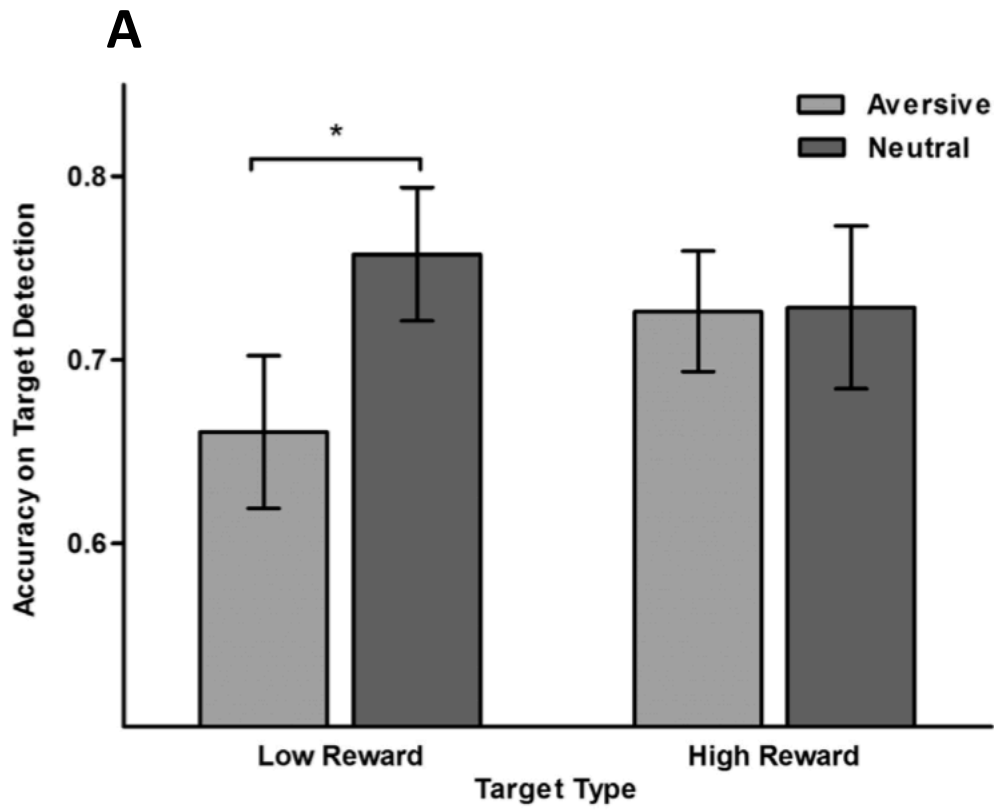 A
*
Aversive
Neutral
0.8
0.7
0.6
Accuracy on Target Detection
Low Reward
High Reward
Target Type